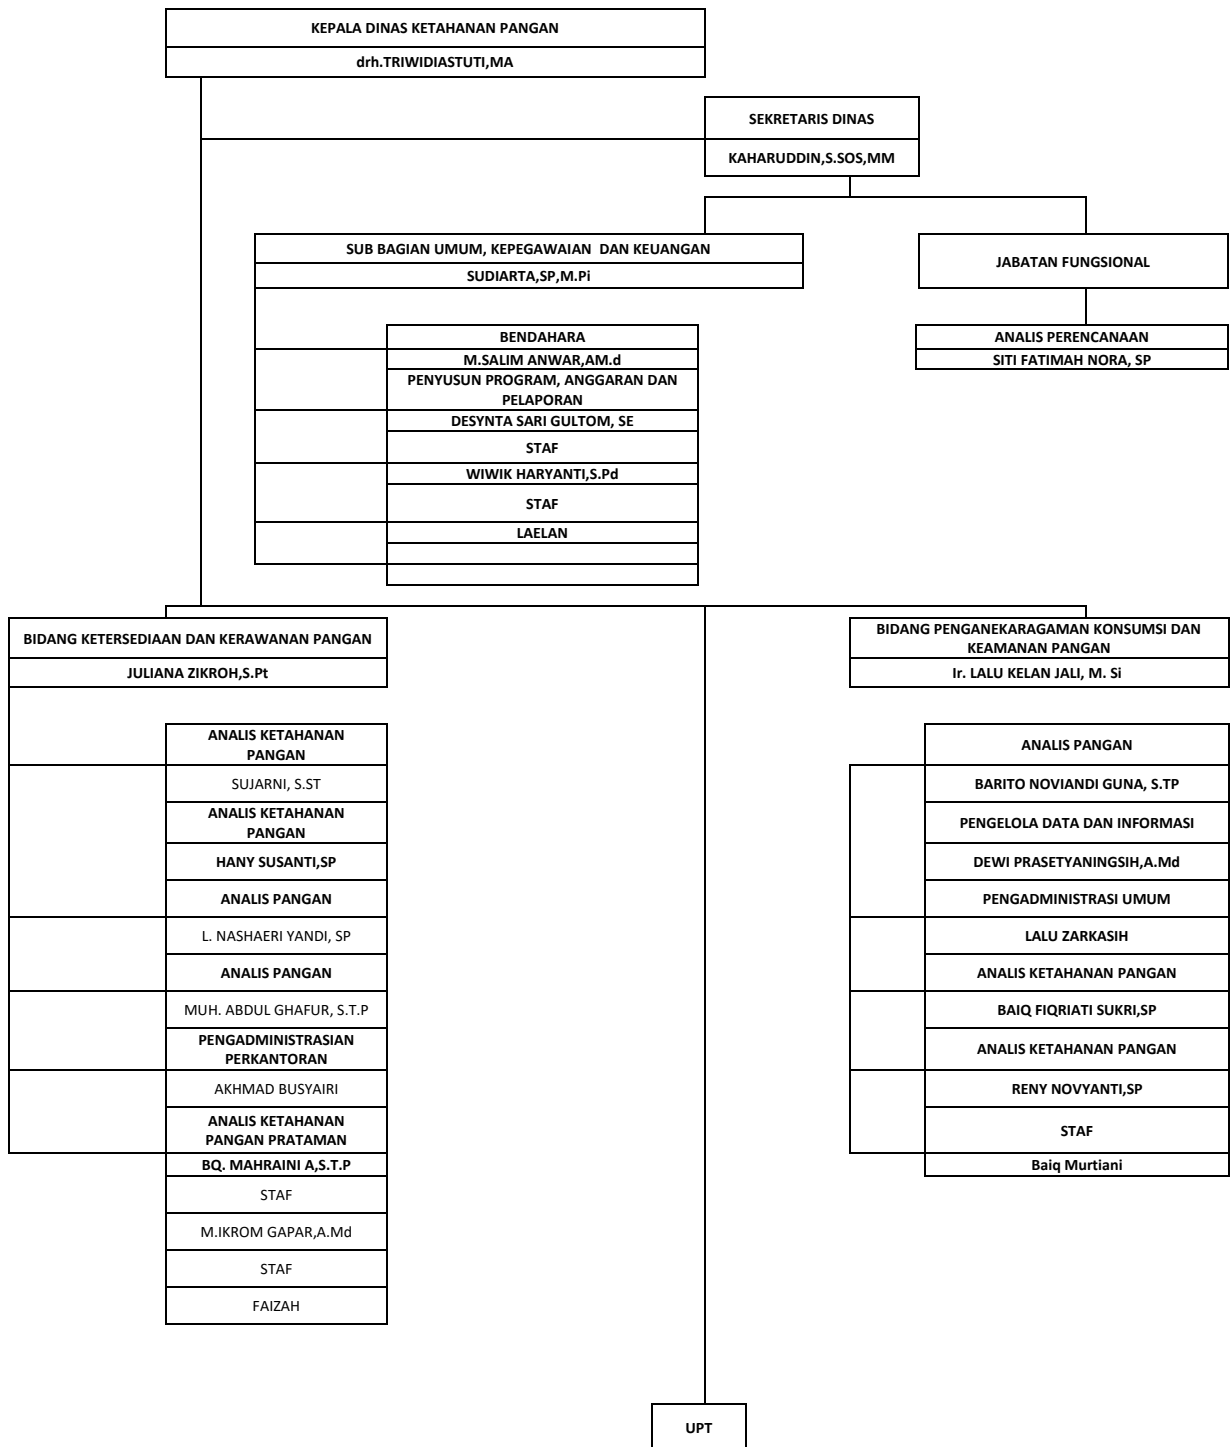 KEPALA DINAS KETAHANAN PANGAN
drh.TRIWIDIASTUTI,MA
SEKRETARIS DINAS
KAHARUDDIN,S.SOS,MM
SUB BAGIAN UMUM, KEPEGAWAIAN DAN KEUANGAN
SUDIARTA,SP,M.Pi
JABATAN FUNGSIONAL
BENDAHARA
M.SALIM ANWAR,AM.d
PENYUSUN PROGRAM, ANGGARAN DAN
PELAPORAN
DESYNTA SARI GULTOM, SE
STAF
WIWIK HARYANTI,S.Pd
STAF
LAELAN
ANALIS PERENCANAAN
SITI FATIMAH NORA, SP
BIDANG KETERSEDIAAN DAN KERAWANAN PANGAN
JULIANA ZIKROH,S.Pt
ANALIS KETAHANAN
PANGAN
SUJARNI, S.ST
ANALIS KETAHANAN
PANGAN
HANY SUSANTI,SP
ANALIS PANGAN
L. NASHAERI YANDI, SP
ANALIS PANGAN
MUH. ABDUL GHAFUR, S.T.P
PENGADMINISTRASIAN
PERKANTORAN
AKHMAD BUSYAIRI
ANALIS KETAHANAN
PANGAN PRATAMAN
BQ. MAHRAINI A,S.T.P
STAF
M.IKROM GAPAR,A.Md
STAF
FAIZAH
BIDANG PENGANEKARAGAMAN KONSUMSI DAN
KEAMANAN PANGAN
Ir. LALU KELAN JALI, M. Si
ANALIS PANGAN
BARITO NOVIANDI GUNA, S.TP
PENGELOLA DATA DAN INFORMASI
DEWI PRASETYANINGSIH,A.Md
PENGADMINISTRASI UMUM
LALU ZARKASIH
ANALIS KETAHANAN PANGAN
BAIQ FIQRIATI SUKRI,SP
ANALIS KETAHANAN PANGAN
RENY NOVYANTI,SP
STAF
Baiq Murtiani
UPT